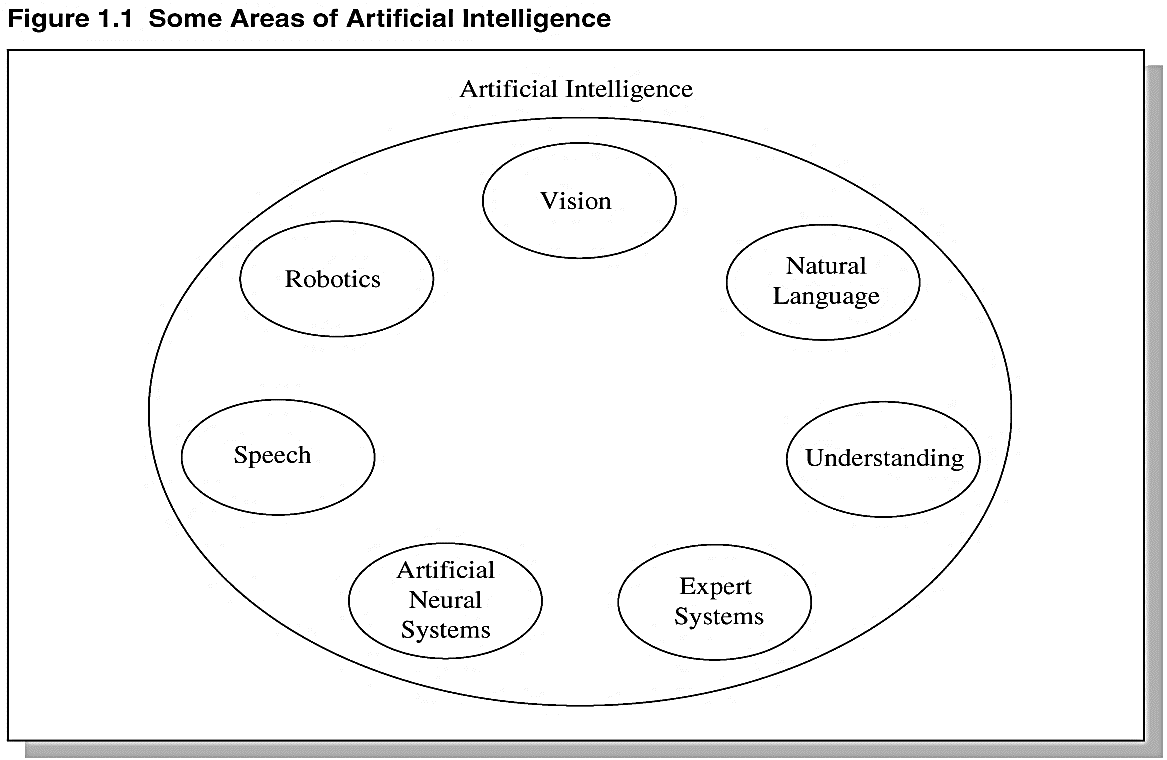 Figure 1.1 Some Areas of Artificial Intelligence
Artificial Intelligence
Vision
Robotics
Natural
Language
Speech
Understanding
Artificial
Neural
Systems
Expert
Systems